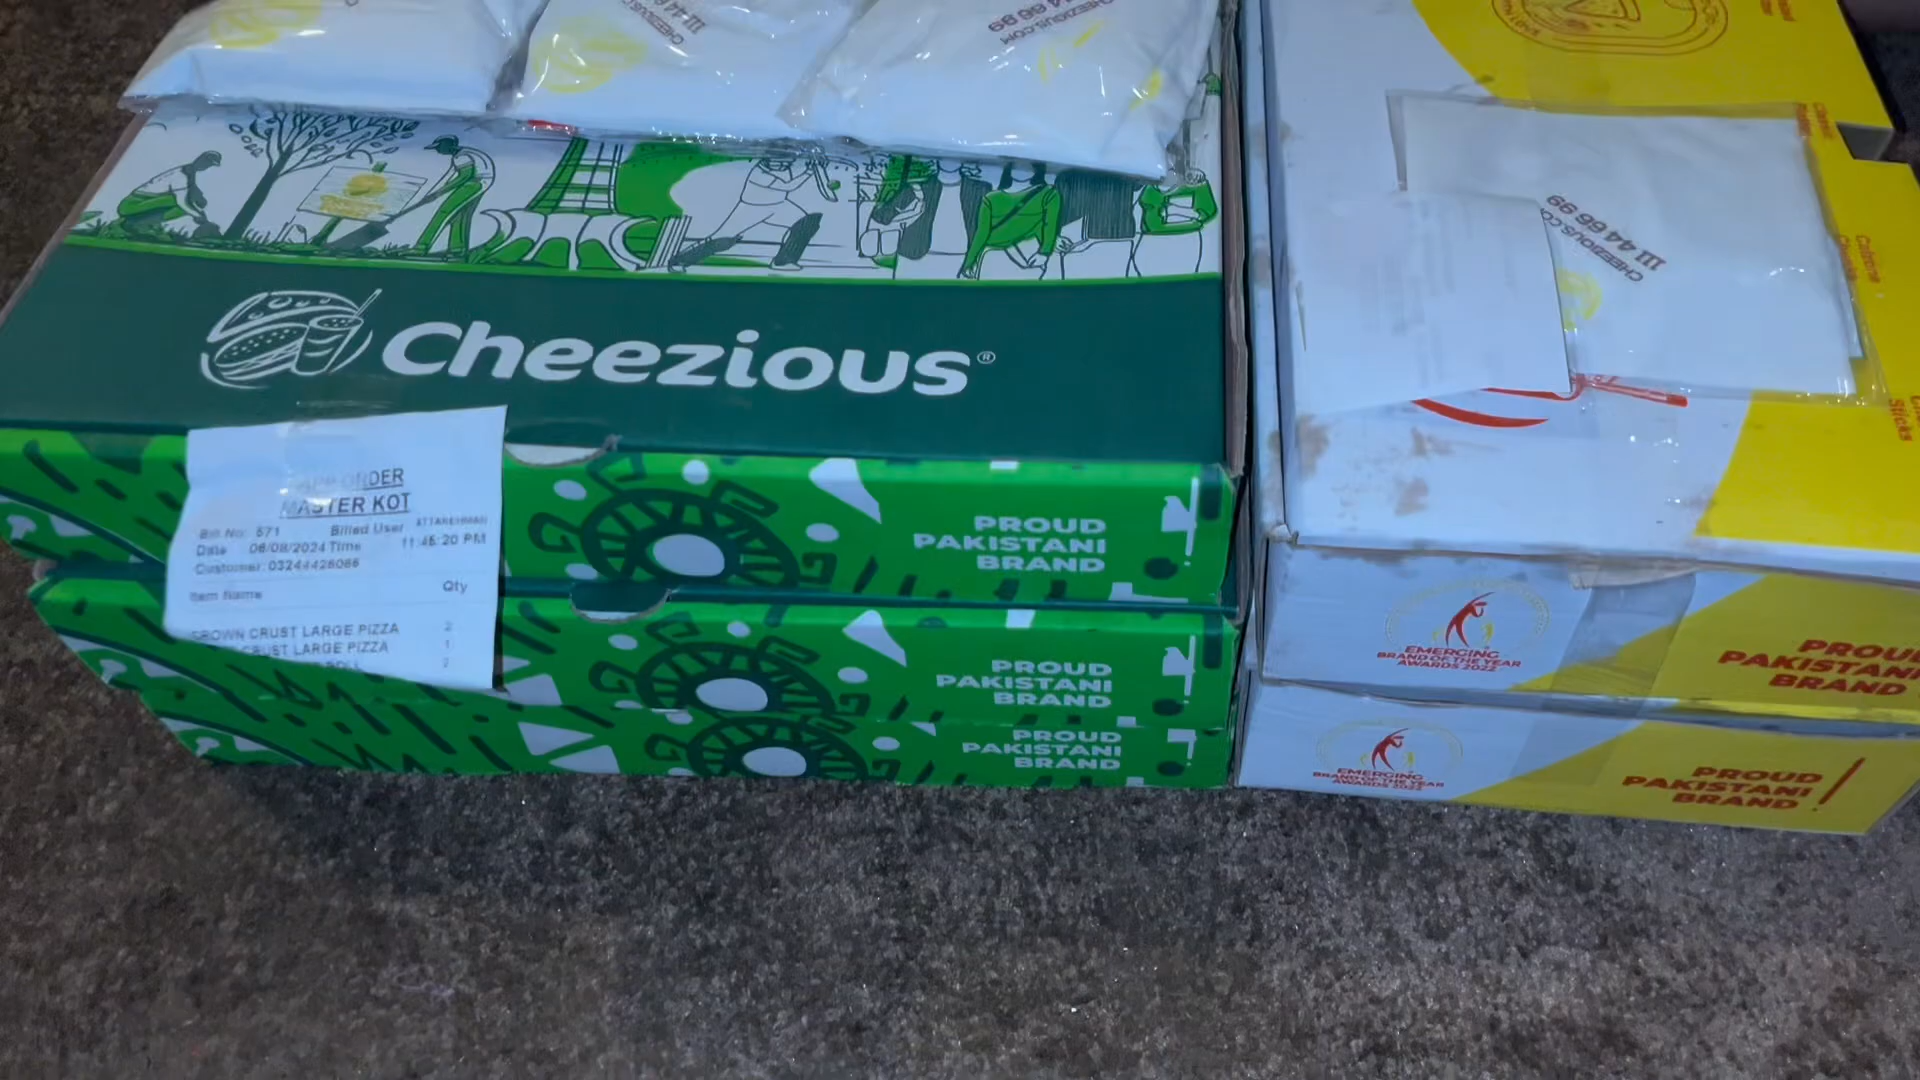 111 44 66 99
CHEEZIOUS.COM
Cheezious®
APP ORDER
MASTER KOT
Bill No: 571 Billed User
Date 06/08/2024 Time 11:45:20 PM
Customer: 03244426066
Item Name Qty
CROWN CRUST LARGE PIZZA 2
CRUST LARGE PIZZA 1
ROLL 2
PROUD
PAKISTANI
BRAND
PROUD
PAKISTANI
BRAND
PROUD
PAKISTANI
BRAND
111 44 66 99
Sticks
EMERGING
BRAND OF THE YEAR
AWARDS 2022
PROUD
PAKISTANI
BRAND
EMERGING
BRAND OF THE YEAR
AWARDS 2022
PROUD
PAKISTANI
BRAND